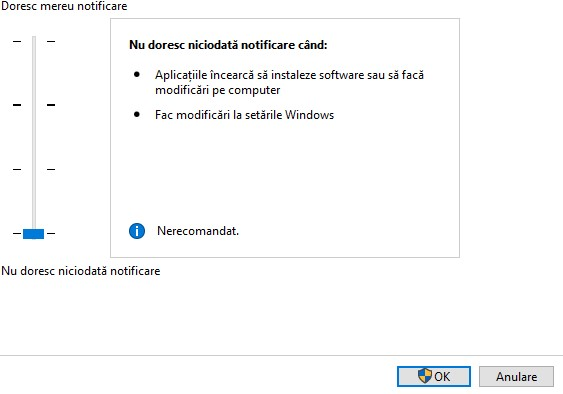 Doresc mereu notificare
Nu doresc niciodată notificare când:
Aplicațiile încearcă să instaleze software sau să facă
modificări pe computer
Fac modificări la setările Windows
Nerecomandat.
Nu doresc niciodată notificare
OK
Anulare